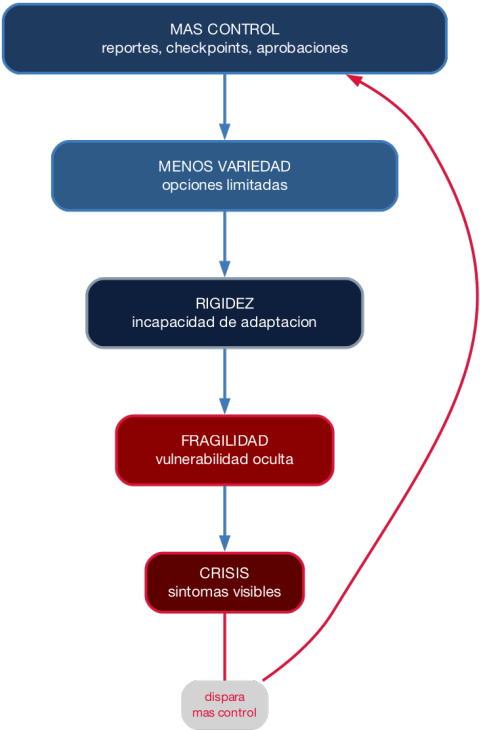 MAS CONTROL
reportes, checkpoints, aprobaciones
MENOS VARIEDAD
opciones limitadas
RIGIDEZ
incapacidad de adaptacion
FRAGILIDAD
vulnerabilidad oculta
CRISIS
sintomas visibles
dispara
mas control